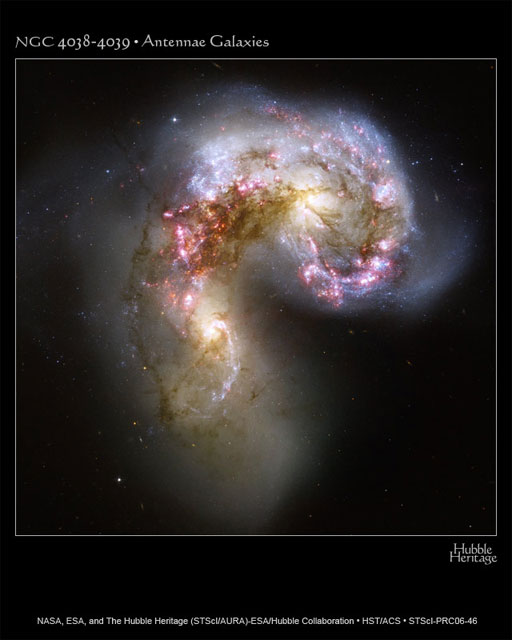 NGC 4038-4039 • Antennae Galaxies
Hubble
Heritage
NASA, ESA, and The Hubble Heritage (STScI/AURA)-ESA/Hubble Collaboration • HST/ACS • STScI-PRC06-46